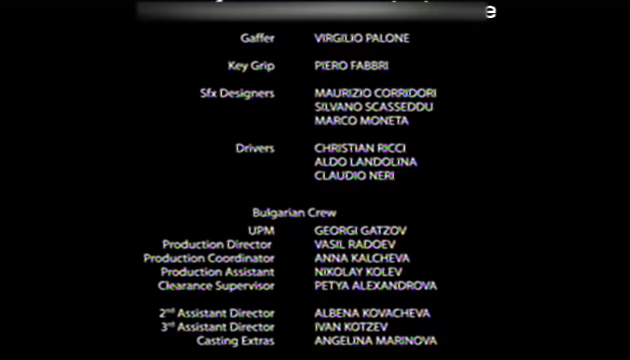 Gaffer VIRGILIO PALONE
Key Grip PIERO FABBRI
Sfx Designers MAURIZIO CORRIDORI
SILVANO SCASSEDDU
MARCO MONETA
Drivers CHRISTIAN RICCI
ALDO LANDOLINA
CLAUDIO NERI
Bulgarian Crew
UPM GEORGI GATZOV
Production Director VASIL RADOEV
Production Coordinator ANNA KALCHEVA
Production Assistant NIKOLAY KOLEV
Clearance Supervisor PETYA ALEXANDROVA
2nd Assistant Director ALBENA KOVACHEVA
3rd Assistant Director IVAN KOTZEV
Casting Extras ANGELINA MARINOVA